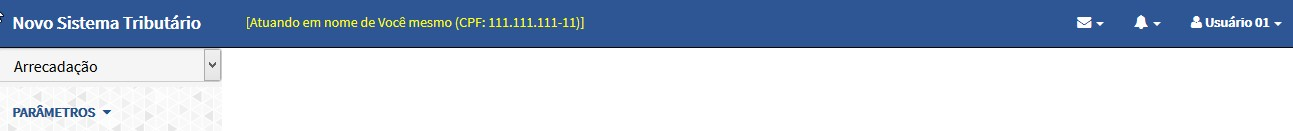 Novo Sistema Tributário [Atuando em nome de Você mesmo (CPF: 111.111.111-11)] Usuário 01
Arrecadação
PARÂMETROS